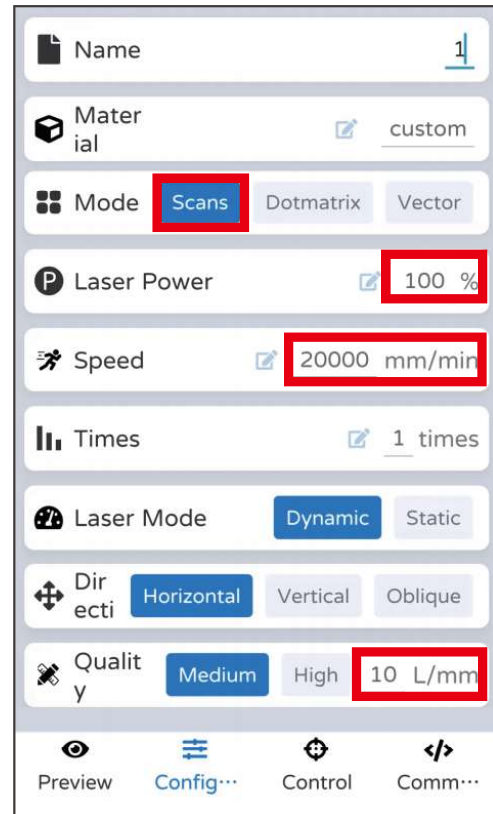 Name 1
Mater
ial custom
Mode Scans Dotmatrix Vector
P Laser Power 100 %
Speed 20000 mm/min
Times 1 times
Laser Mode Dynamic Static
Dir
ecti Horizontal Vertical Oblique
Qualit
y Medium High 10 L/mm
Preview Config··· Control Comm···